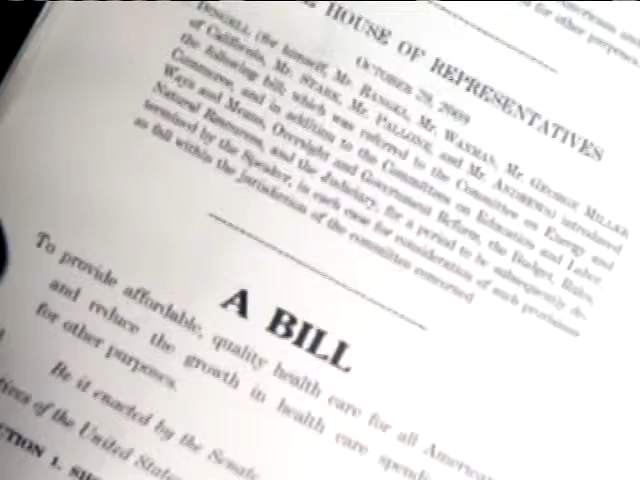 HOUSE OF REPRESENTATIVES
OCTOBER 29, 2009
DINGELL (for himself, Mr. RANGEL, Mr. WAXMAN, Mr. GEORGE MILLER
of California, Mr. STARK, Mr. PALLONE, and Mr. ANDREWS) introduced
the following bill; which was referred to the Committee on Energy and
Commerce, and in addition to the Committees on Education and Labor,
Ways and Means, Oversight and Government Reform, the Budget, Rules,
Natural Resources, and the Judiciary, for a period to be subsequently de-
termined by the Speaker, in each case for consideration of such provisions
as fall within the jurisdiction of the committee concerned
A BILL
To provide affordable, quality health care for all American
and reduce the growth in health care spendi
for other purposes.
Be it enacted by the Senate
tives of the United States
CTION 1. SH